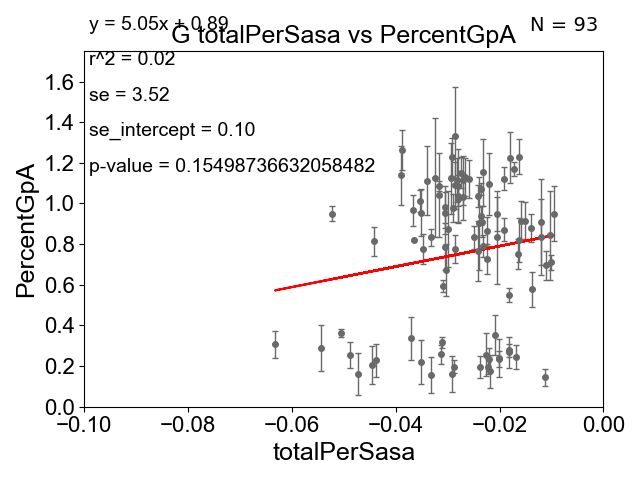 y = 5.05x + 0.89
N = 93
G totalPerSasa vs PercentGpA
r^2 = 0.02
se = 3.52
se_intercept = 0.10
p-value = 0.15498736632058482
PercentGpA
1.6
1.4
1.2
1.0
0.8
0.6
0.4
0.2
0.0
−0.10 −0.08 −0.06 −0.04 −0.02 0.00
totalPerSasa